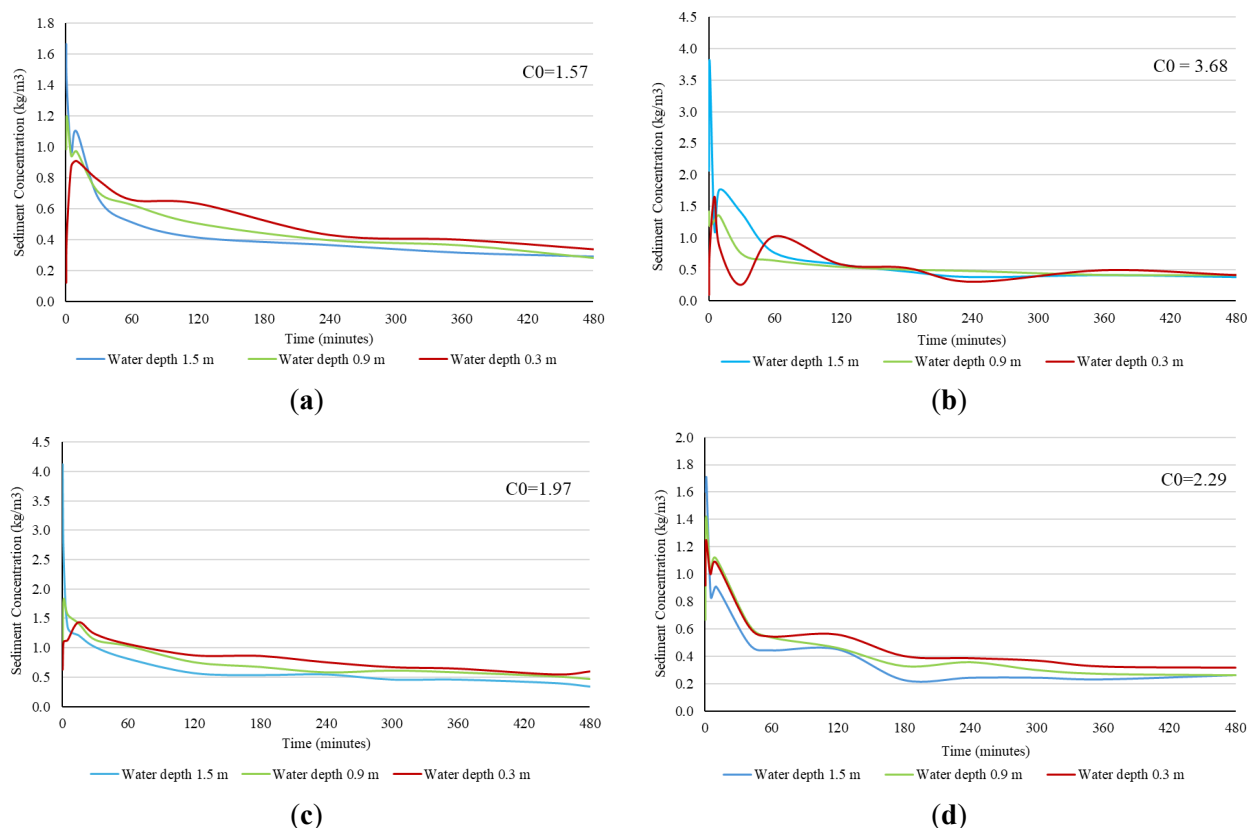 1.8
1.6
1.4
1.2
1.0
0.8
0.6
0.4
0.2
0.0
Sediment Concentration (kg/m3)
C0=1.57
0 60 120 180 240 300 360 420 480
Time (minutes)
Water depth 1.5 m Water depth 0.9 m Water depth 0.3 m
(a)
4.5
4.0
3.5
3.0
2.5
2.0
1.5
1.0
0.5
0.0
Sediment Concentration (kg/m3)
C0 = 3.68
0 60 120 180 240 300 360 420 480
Time (minutes)
Water depth 1.5 m Water depth 0.9 m Water depth 0.3 m
(b)
4.5
4.0
3.5
3.0
2.5
2.0
1.5
1.0
0.5
0.0
Sediment Concentration (kg/m3)
C0=1.97
0 60 120 180 240 300 360 420 480
Time (minutes)
Water depth 1.5 m Water depth 0.9 m Water depth 0.3 m
(c)
2.0
1.8
1.6
1.4
1.2
1.0
0.8
0.6
0.4
0.2
0.0
Sediment Concentration (kg/m3)
C0=2.29
0 60 120 180 240 300 360 420 480
Time (minutes)
Water depth 1.5 m Water depth 0.9 m Water depth 0.3 m
(d)